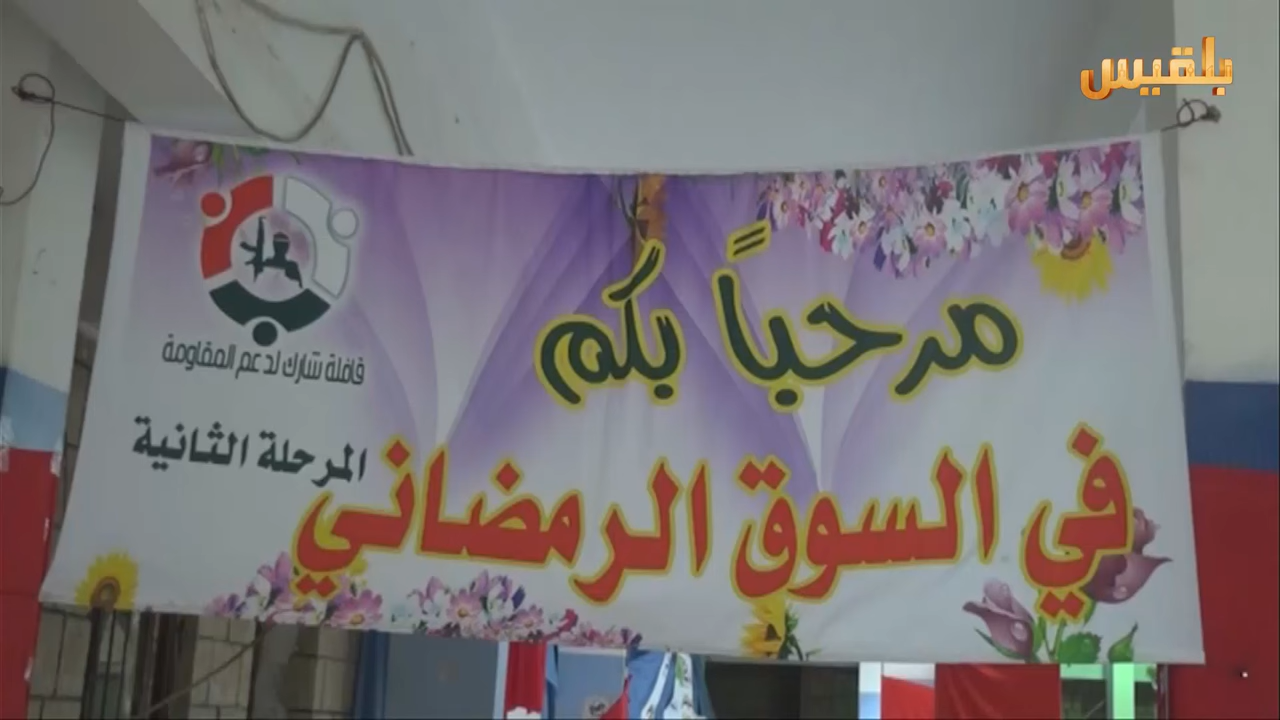 بلقيس
مرحباً بكم
في السوق الرمضاني
قافلة شارك لدعم المقاومة
المرحلة الثانية